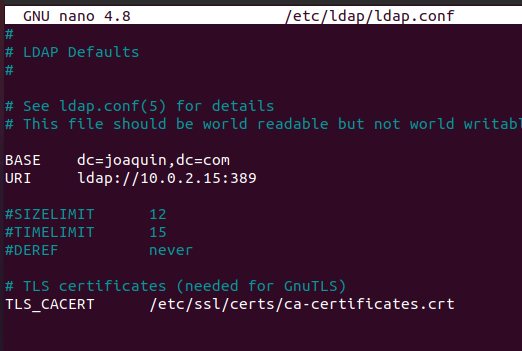 GNU nano 4.8 /etc/ldap/ldap.conf
#
# LDAP Defaults
#
# See ldap.conf(5) for details
# This file should be world readable but not world writabl
BASE dc=joaquin,dc=com
URI ldap://10.0.2.15:389
#SIZELIMIT 12
#TIMELIMIT 15
#DEREF never
# TLS certificates (needed for GnuTLS)
TLS_CACERT /etc/ssl/certs/ca-certificates.crt